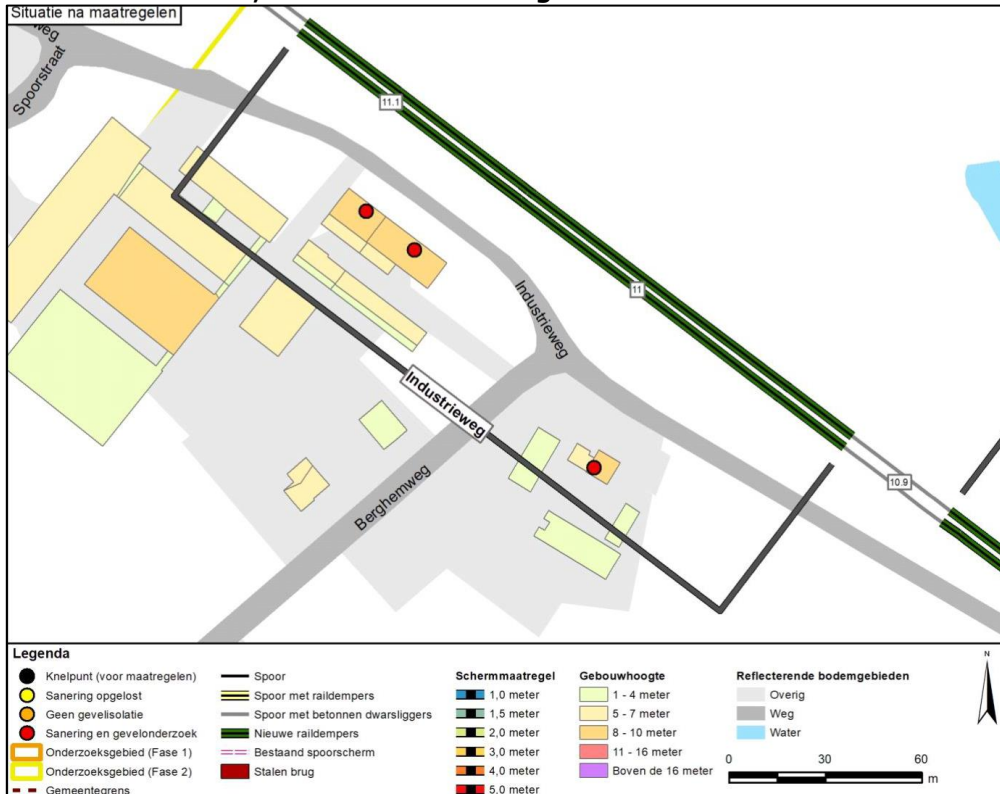 Situatie na maatregelen
weg
Spoorstraat
11.1
11
Industrieweg
Industrieweg
Berghemweg
10.9
Legenda
Knelpunt (voor maatregelen)
Sanering opgelost
Geen gevelisolatie
Sanering en gevelonderzoek
Onderzoeksgebied (Fase 1)
Onderzoeksgebied (Fase 2)
Gemeentegrens
Spoor
Spoor met raildempers
Spoor met betonnen dwarsliggers
Nieuwe raildempers
Bestaand spoorscherm
Stalen brug
Schermmaatregel
1,0 meter
1,5 meter
2,0 meter
3,0 meter
4,0 meter
5,0 meter
Gebouwhoogte
1 - 4 meter
5 - 7 meter
8 - 10 meter
11 - 16 meter
Boven de 16 meter
Reflecterende bodemgebieden
Overig
Weg
Water
N
0 30 60
m